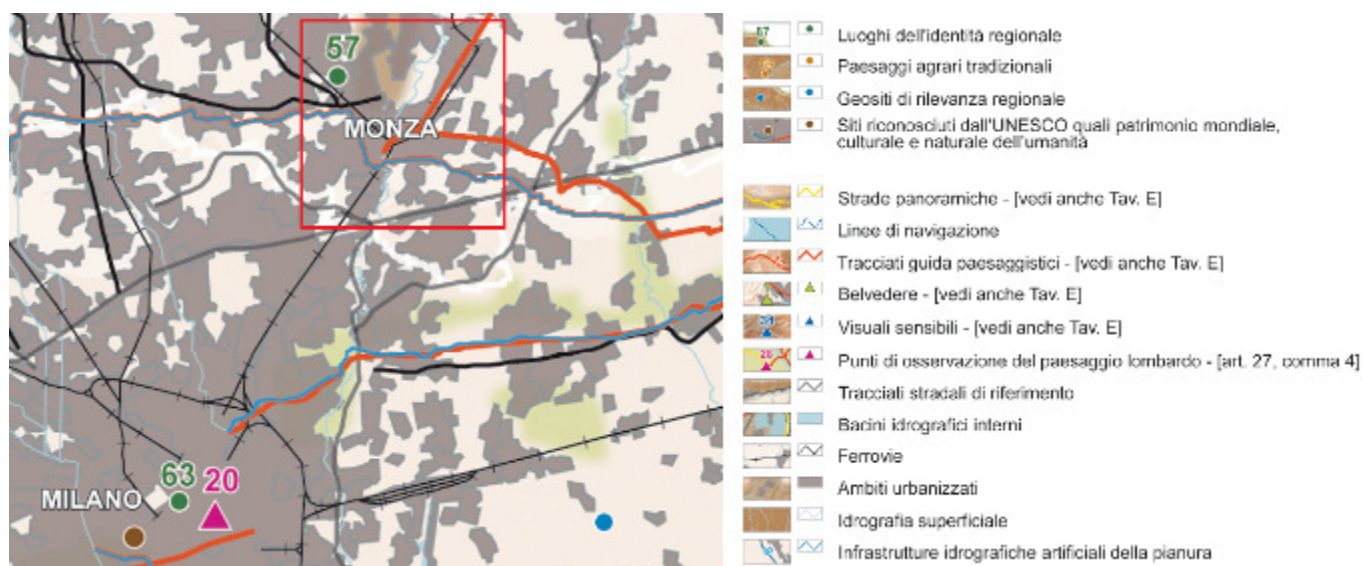 57
MONZA
63
20
MILANO
57
Luoghi dell'identità regionale
Paesaggi agrari tradizionali
Geositi di rilevanza regionale
Siti riconosciuti dall'UNESCO quali patrimonio mondiale,
culturale e naturale dell'umanità
Strade panoramiche - [vedi anche Tav. E]
Linee di navigazione
Tracciati guida paesaggistici - [vedi anche Tav. E]
Belvedere - [vedi anche Tav. E]
34
Visuali sensibili - [vedi anche Tav. E]
28
Punti di osservazione del paesaggio lombardo - [art. 27, comma 4]
Tracciati stradali di riferimento
Bacini idrografici interni
Ferrovie
Ambiti urbanizzati
Idrografia superficiale
Infrastrutture idrografiche artificiali della pianura